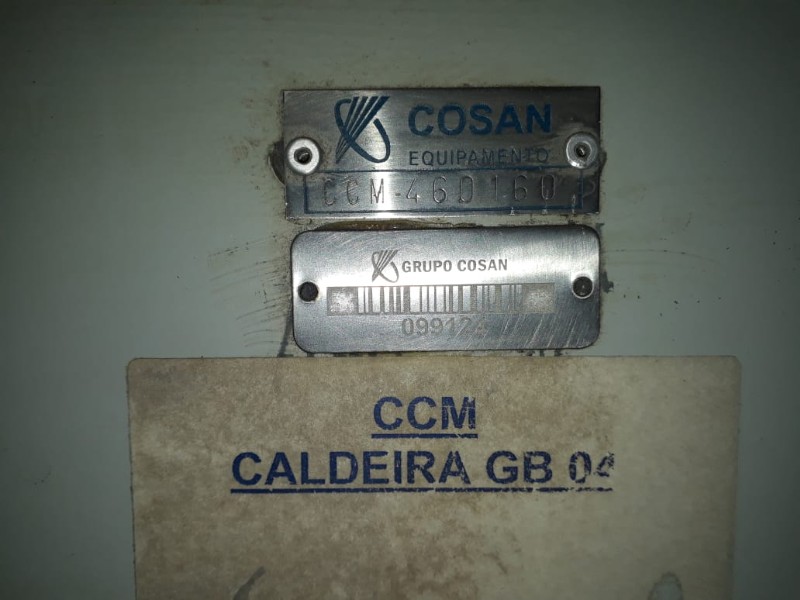 COSAN
EQUIPAMENTO
CCM-46D160
GRUPO COSAN
099124
CCM
CALDEIRA GB 04